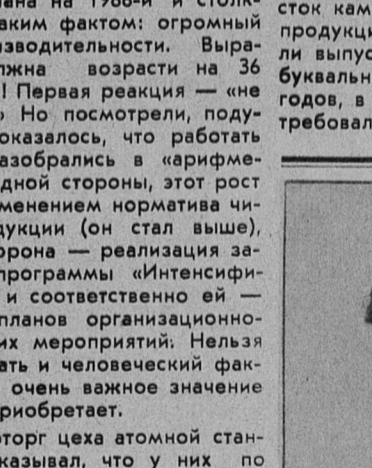 на 1986-й и столк-
аким фактом: огромный
зводительности. Выра-
лжна возрасти на 36
! Первая реакция — «не
» Но посмотрели, поду-
оказалось, что работать
азобрались в «арифме-
дной стороны, этот рост
менением норматива чи-
дукции (он стал выше),
орона — реализация за-
программы «Интенсифи-
и соответственно ей —
планов организационно-
их мероприятий. Нельзя
ать и человеческий фак-
очень важное значение
риобретает.
оторг цеха атомной стан-
казывал, что у них по
сток кам
продукци
ли выпус
буквальн
годов, в
требовал